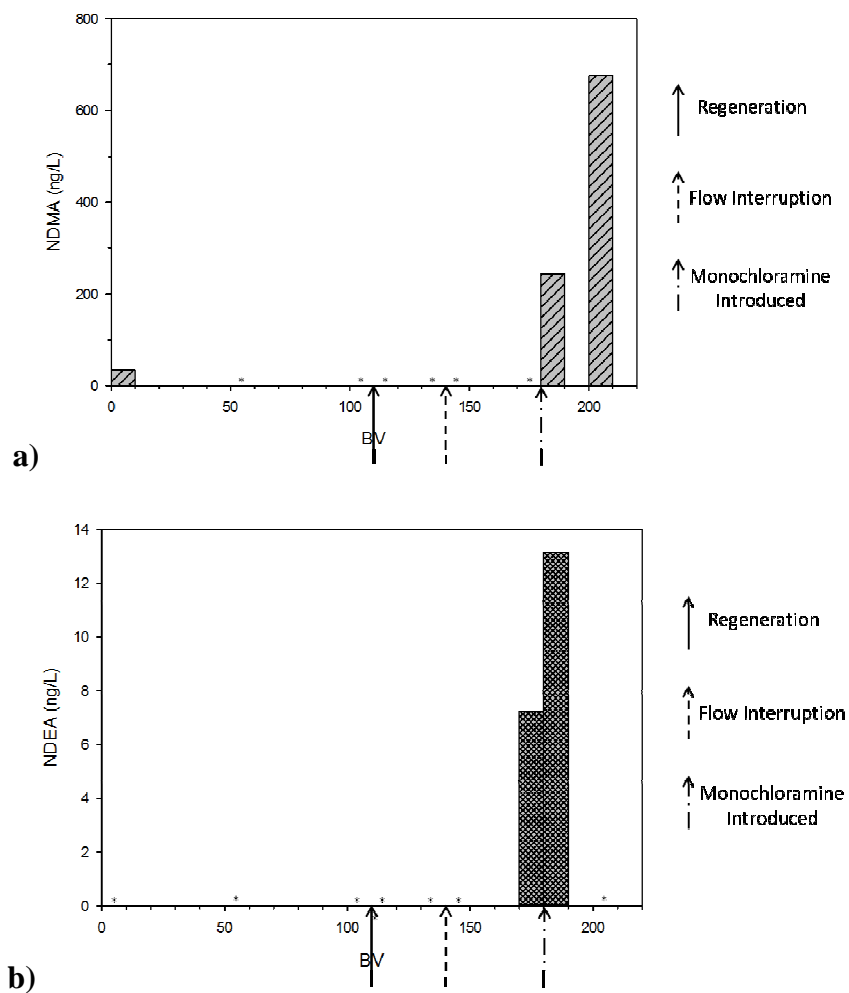 800
600
400
200
0
NDMA (ng/L)
* * * * * * *
0 50 100 150 200
BV
Regeneration
Flow Interruption
Monochloramine
Introduced
a)
14
12
10
8
6
4
2
0
NDEA (ng/L)
* * * * * * *
0 50 100 150 200
BV
Regeneration
Flow Interruption
Monochloramine
Introduced
b)